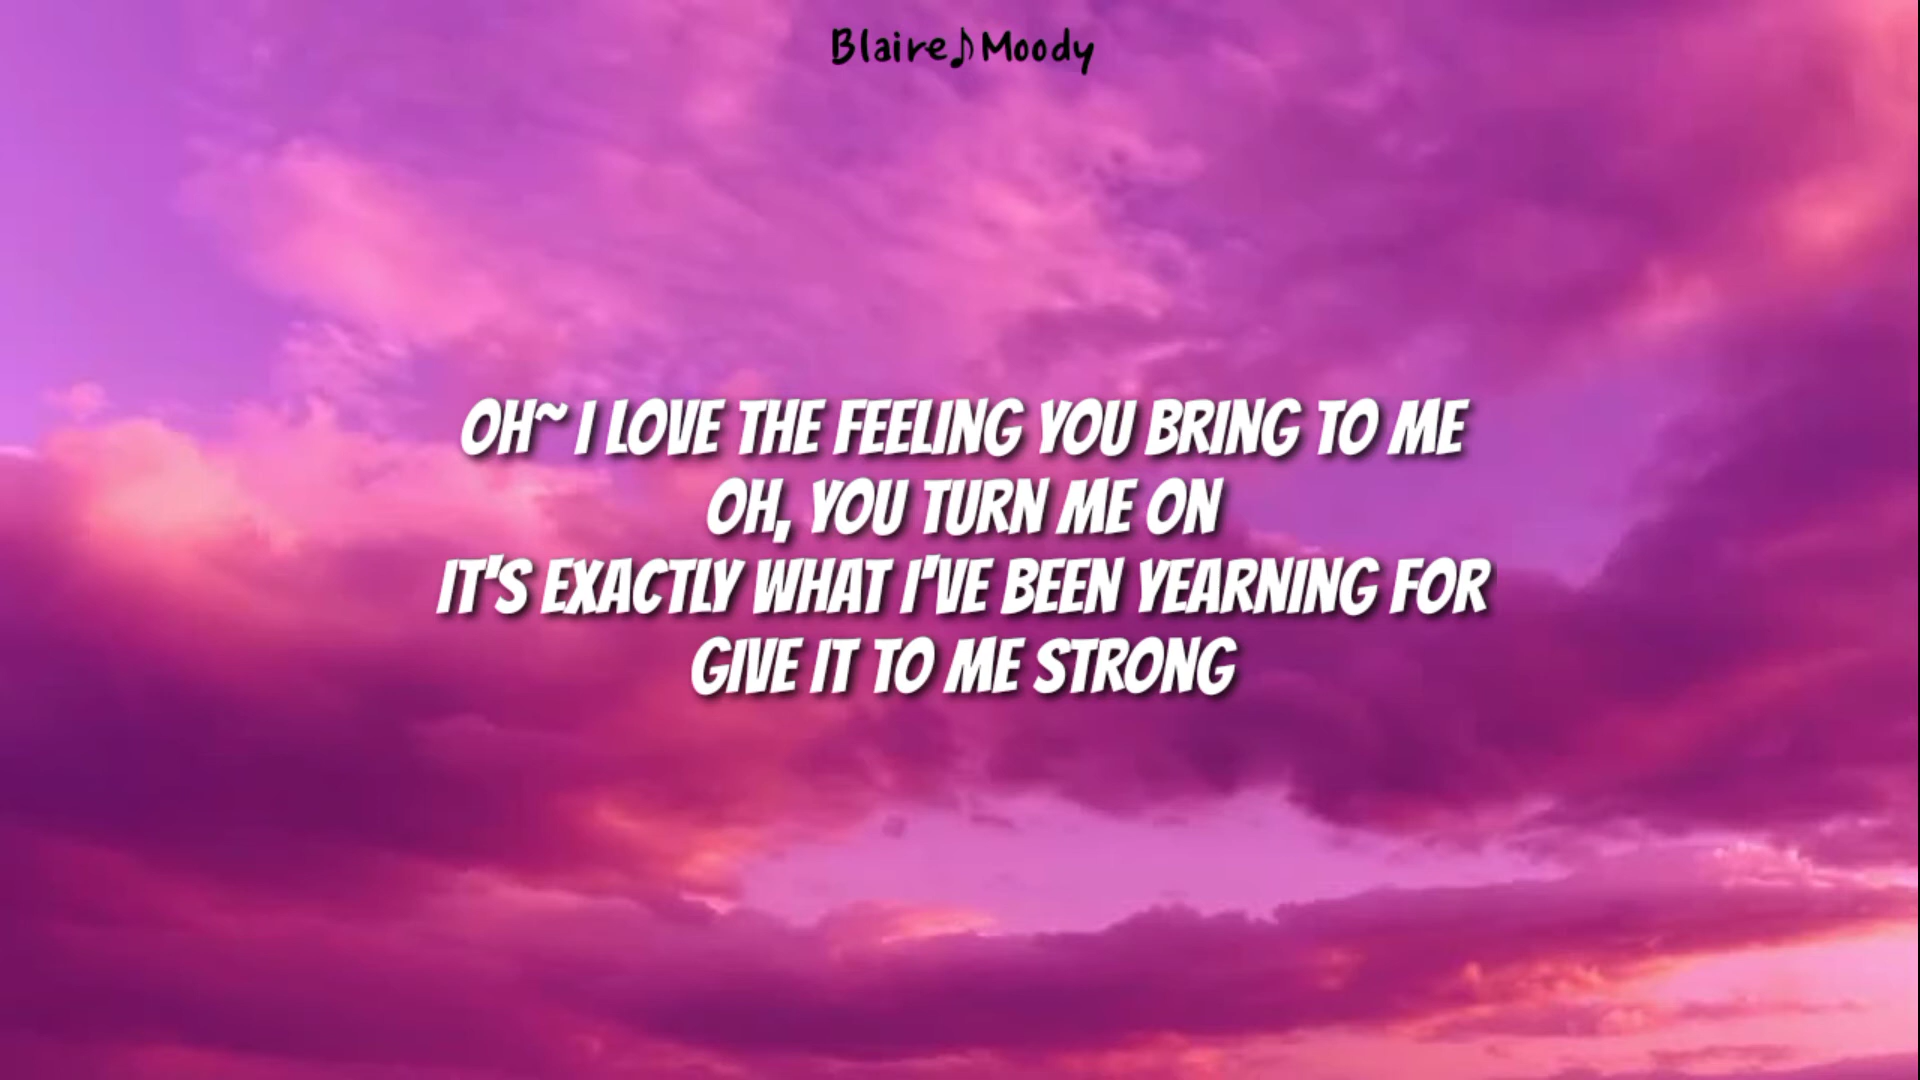 Blaire♪Moody
OH~ I LOVE THE FEELING YOU BRING TO ME
OH, YOU TURN ME ON
IT'S EXACTLY WHAT I'VE BEEN YEARNING FOR
GIVE IT TO ME STRONG